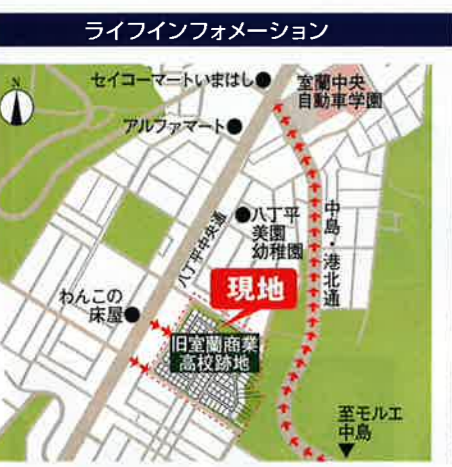 ライフインフォメーション
N
セイコーマートいまはし
室蘭中央
自動車学園
アルファマート
八丁平中央通
八丁平
美園
幼稚園
中島・港北通
わんこの
床屋
現地
旧室蘭商業
高校跡地
至モルエ
中島